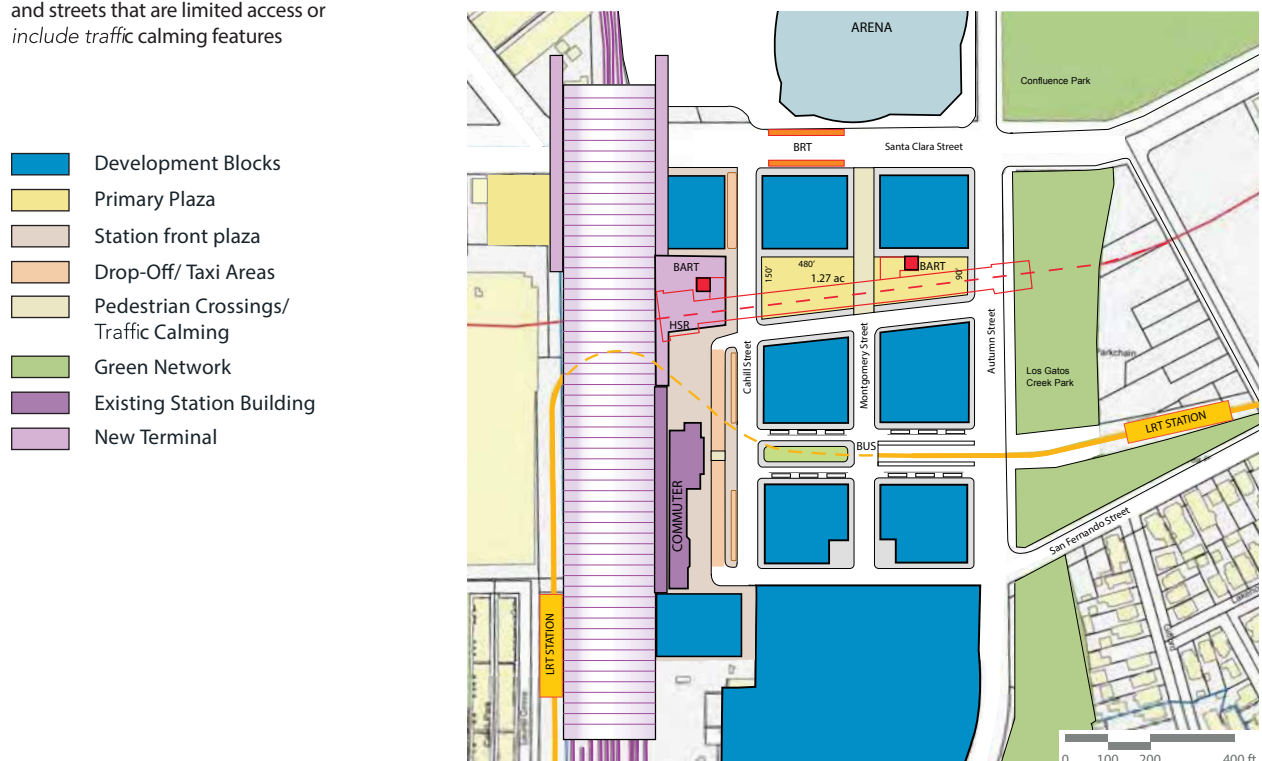 and streets that are limited access or
include traffic calming features
Development Blocks
Primary Plaza
Station front plaza
Drop-Off/ Taxi Areas
Pedestrian Crossings/
Traffic Calming
Green Network
Existing Station Building
New Terminal
ARENA
Confluence Park
BRT
Santa Clara Street
BART
480'
1.27 ac
150'
BART
90'
HSR
Cahill Street
Montgomery Street
Autumn Street
Los Gatos
Creek Park
LRT STATION
BUS
COMMUTER
San Fernando Street
LRT STATION
0 100 200 400 ft